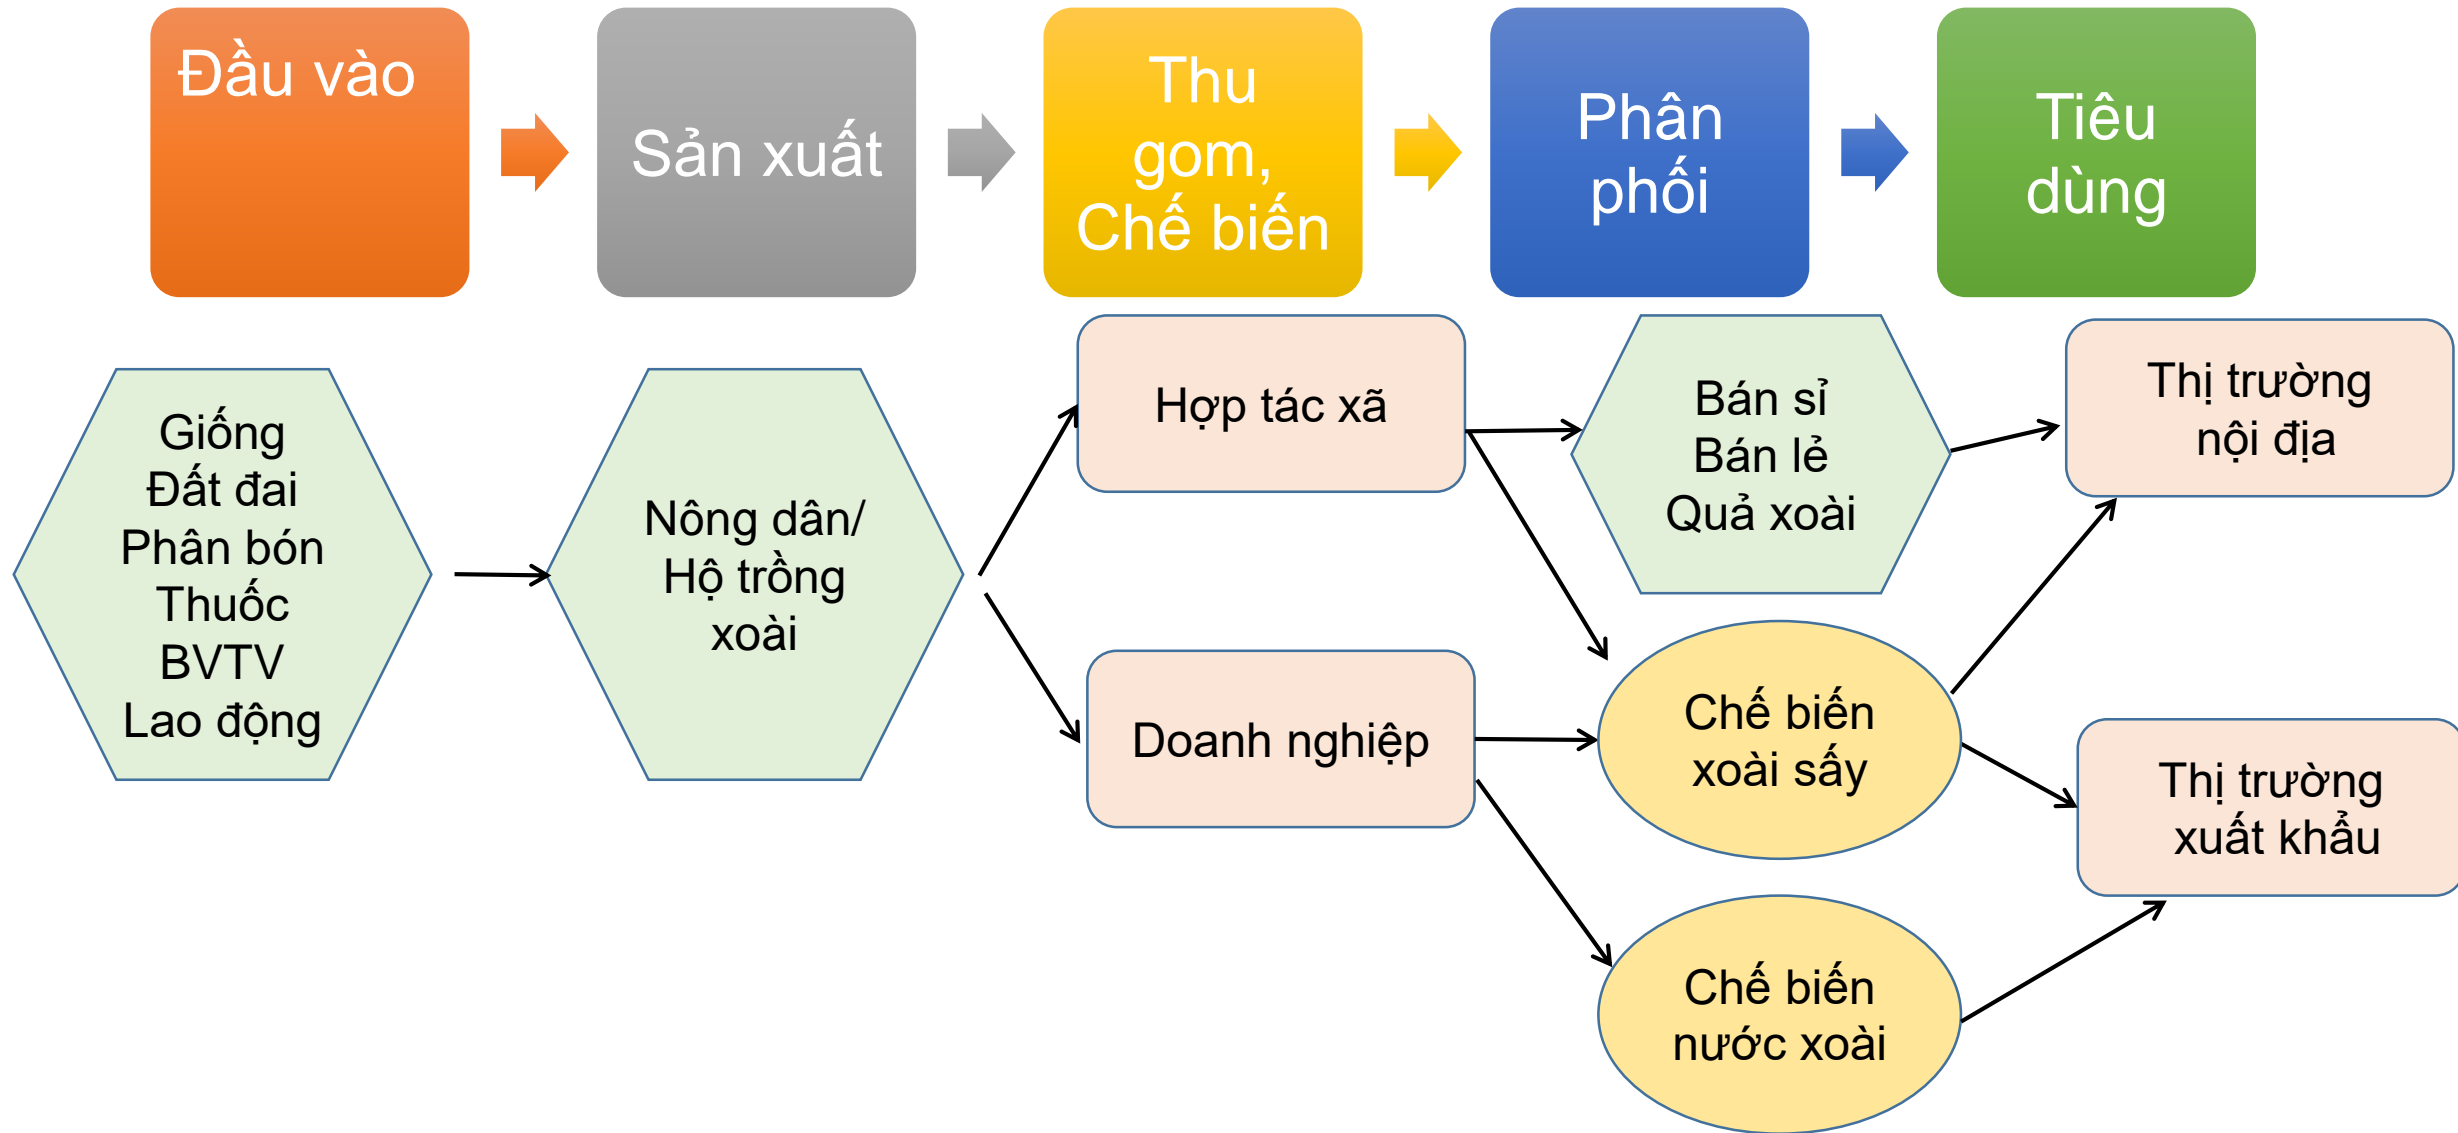 Đầu vào
Sản xuất
Thu
gom,
Chế biến
Phân
phối
Tiêu
dùng
Giống
Đất đai
Phân bón
Thuốc
BVTV
Lao động
Nông dân/
Hộ trồng
xoài
Hợp tác xã
Doanh nghiệp
Bán sỉ
Bán lẻ
Quả xoài
Chế biến
xoài sấy
Chế biến
nước xoài
Thị trường
nội địa
Thị trường
xuất khẩu